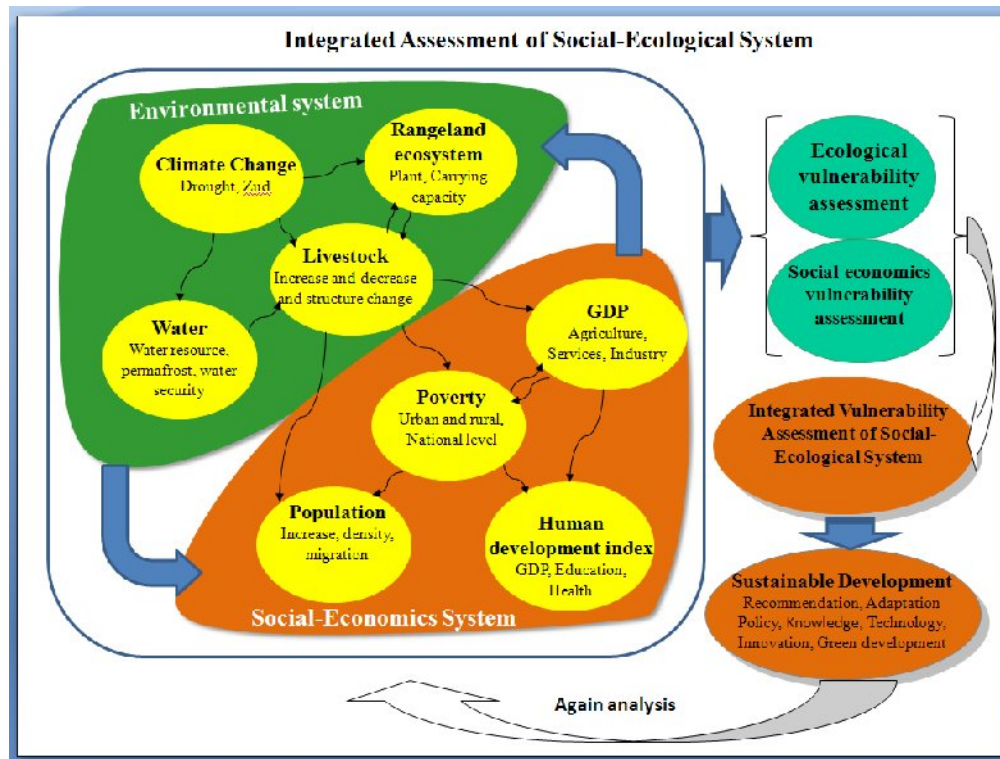 Integrated Assessment of Social-Ecological System
Environmental system
Climate Change
Drought, Zud
Rangeland
ecosystem
Plant, Carrying
capacity
Livestock
Increase and decrease
and structure change
Water
Water resource,
permafrost, water
security
GDP
Agriculture,
Services, Industry
Poverty
Urban and rural,
National level
Population
Increase, density,
migration
Human
development index
GDP, Education,
Health
Social-Economics System
Ecological
vulnerability
assessment
Social economics
vulnerability
assessment
Integrated Vulnerability
Assessment of Social-
Ecological System
Sustainable Development
Recommendation, Adaptation
Policy, Knowledge, Technology,
Innovation, Green development
Again analysis